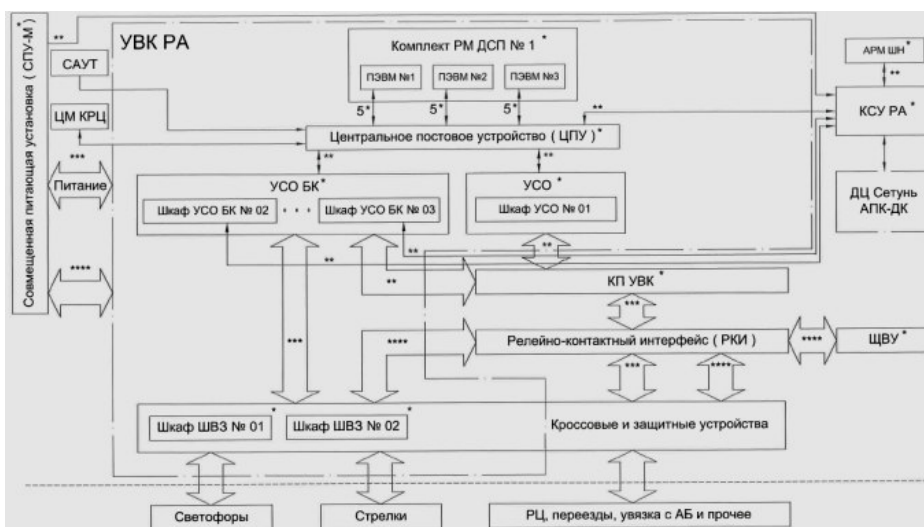 Совмещенная питающая установка ( СПУ-М )*
**
УВК РА
САУТ
ЦМ КРЦ
***
Питание
****
Комплект РМ ДСП № 1 *
ПЭВМ №1
ПЭВМ №2
ПЭВМ №3
5*
5*
5*
**
Центральное постовое устройство ( ЦПУ ) *
**
**
АРМ ШН *
**
КСУ РА *
ДЦ Сетунь
АПК-ДК
УСО БК *
Шкаф УСО БК № 02
• • •
Шкаф УСО БК № 03
УСО *
Шкаф УСО № 01
**
**
**
**
КП УВК *
***
***
****
Релейно-контактный интерфейс ( РКИ )
****
ЩВУ *
***
****
Шкаф ШВЗ № 01 *
Шкаф ШВЗ № 02 *
Кроссовые и защитные устройства
Светофоры
Стрелки
РЦ, переезды, увязка с АБ и прочее